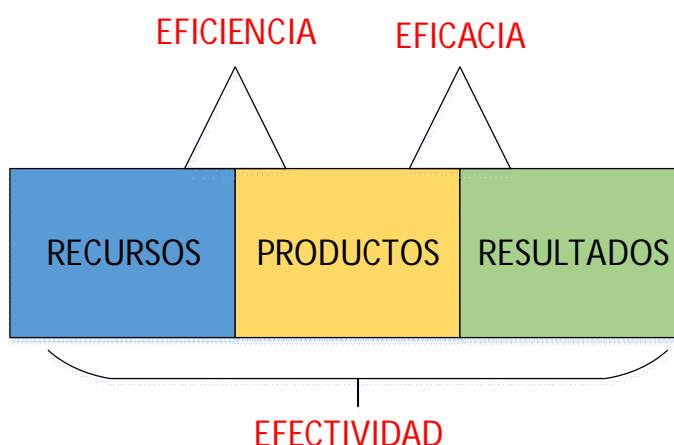 EFICIENCIA EFICACIA
RECURSOS PRODUCTOS RESULTADOS
EFECTIVIDAD